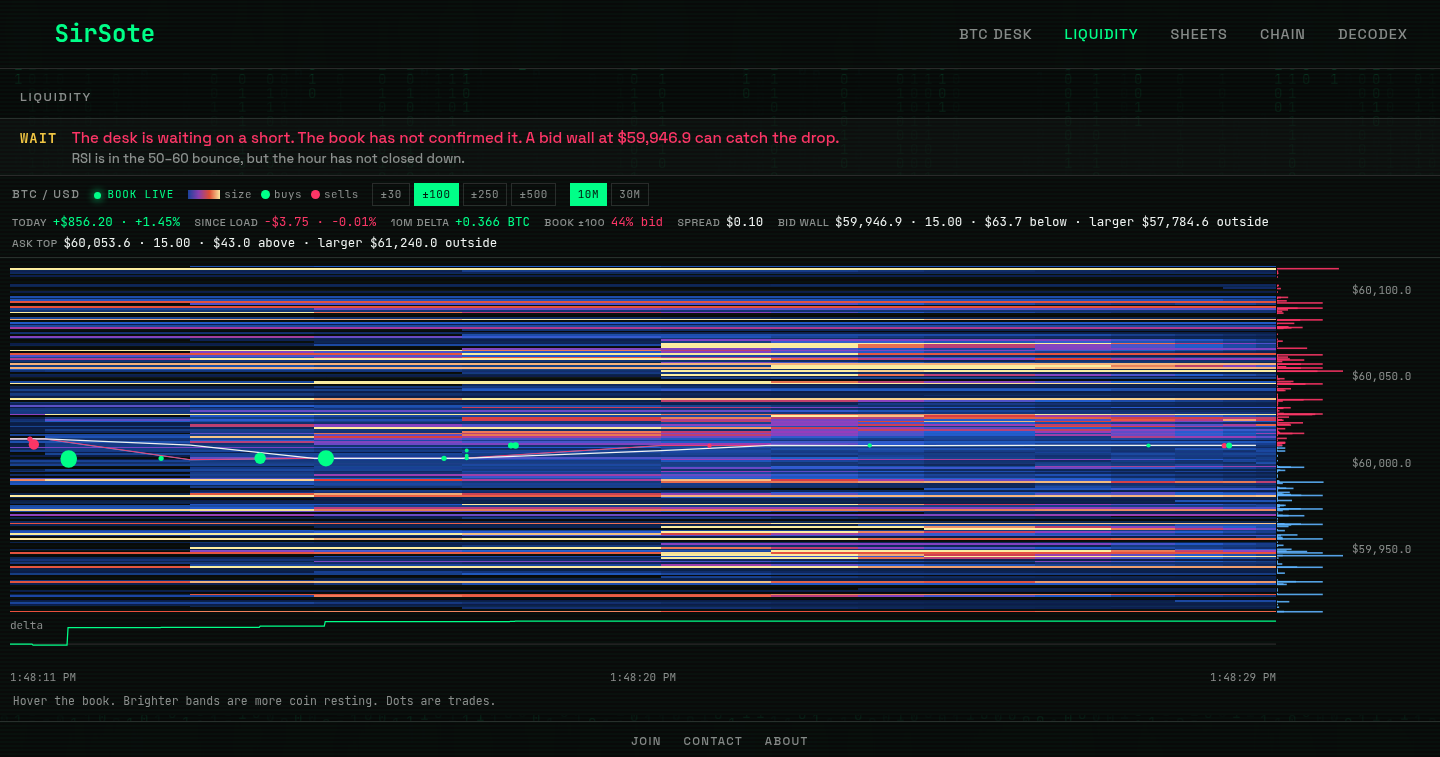 SirSote
BTC DESK LIQUIDITY SHEETS CHAIN DECODEX
LIQUIDITY
WAIT The desk is waiting on a short. The book has not confirmed it. A bid wall at $59,946.9 can catch the drop.
RSI is in the 50–60 bounce, but the hour has not closed down.
BTC / USD BOOK LIVE size buys sells ±30 ±100 ±250 ±500 10M 30M
TODAY +$856.20 · +1.45% SINCE LOAD -$3.75 · -0.01% 10M DELTA +0.366 BTC BOOK ±100 44% bid SPREAD $0.10 BID WALL $59,946.9 · 15.00 · $63.7 below · larger $57,784.6 outside
ASK TOP $60,053.6 · 15.00 · $43.0 above · larger $61,240.0 outside
$60,100.0
$60,050.0
$60,000.0
$59,950.0
delta
1:48:11 PM 1:48:20 PM 1:48:29 PM
Hover the book. Brighter bands are more coin resting. Dots are trades.
JOIN CONTACT ABOUT